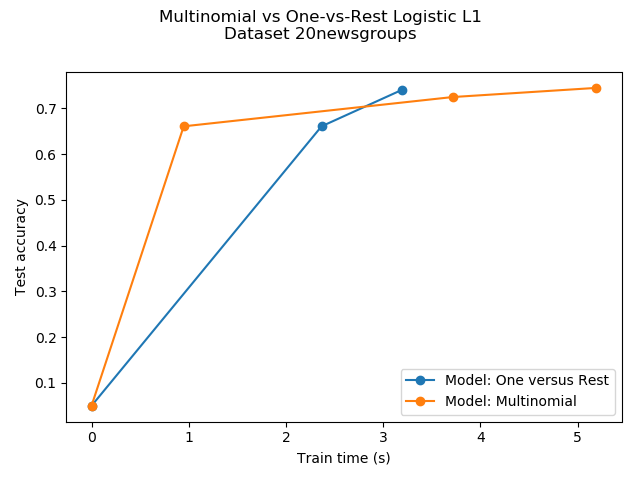 Multinomial vs One-vs-Rest Logistic L1
Dataset 20newsgroups
Test accuracy
0.7
0.6
0.5
0.4
0.3
0.2
0.1
0
1
2
3
4
5
Train time (s)
Model: One versus Rest
Model: Multinomial